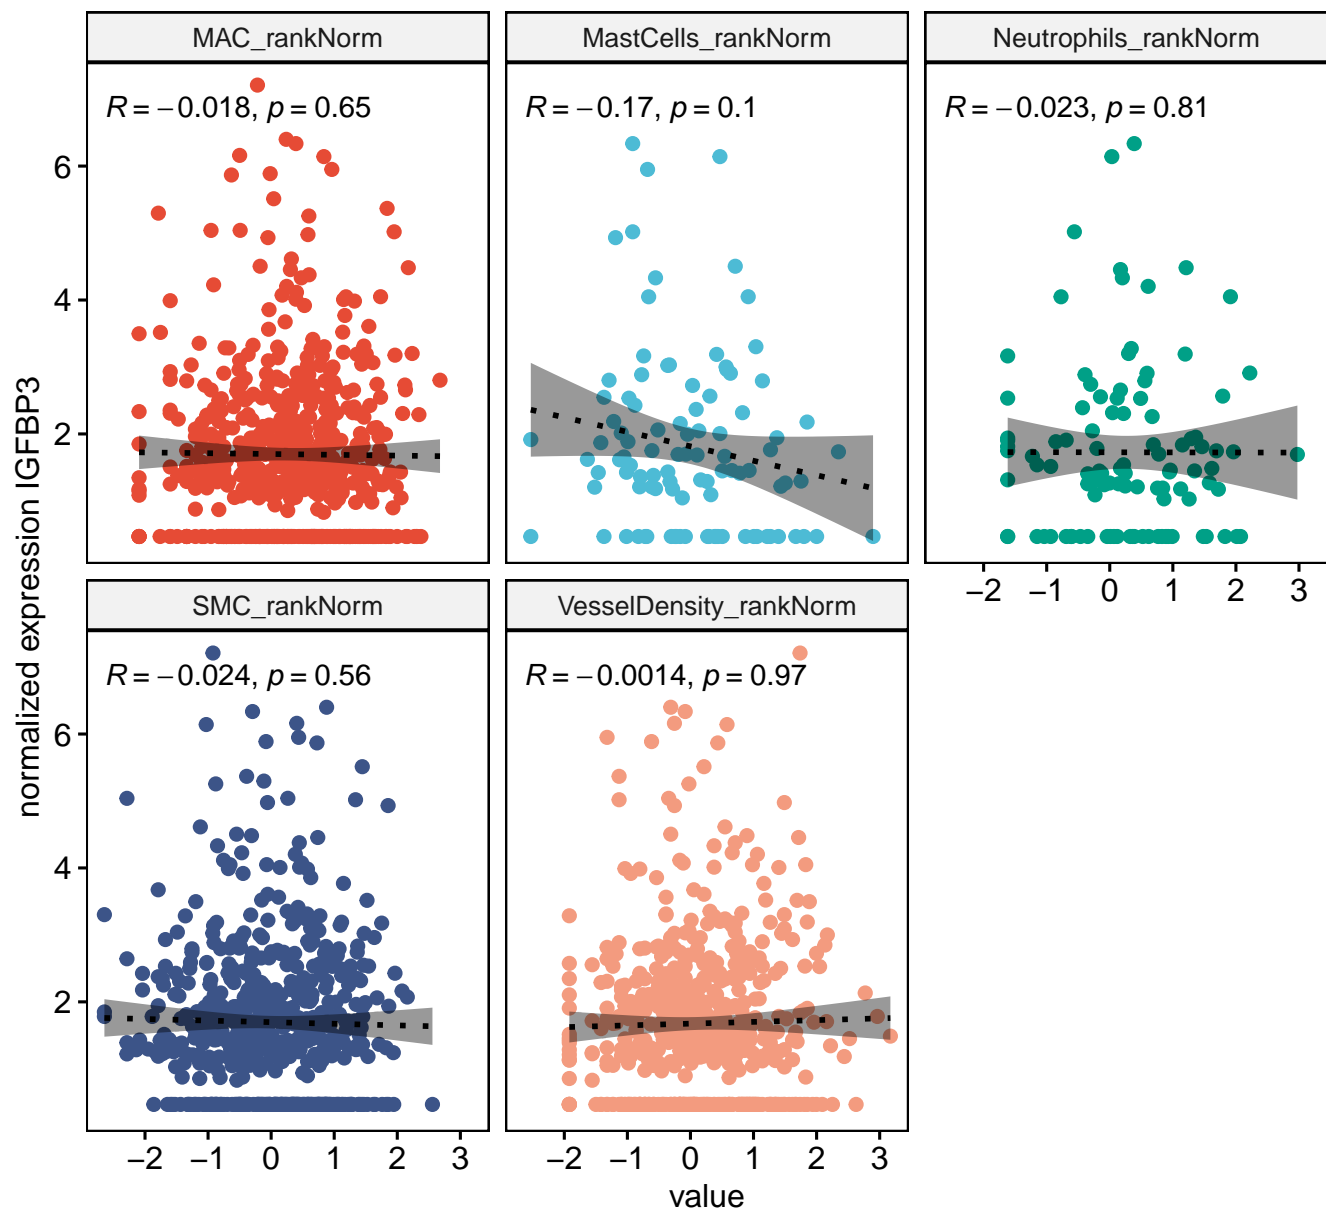 MAC_rankNorm
MastCells_rankNorm
Neutrophils_rankNorm
R = −0.018, p = 0.65
R = −0.17, p = 0.1
R = −0.023, p = 0.81
6
4
2
−2 −1 0 1 2 3
SMC_rankNorm
VesselDensity_rankNorm
R = −0.024, p = 0.56
R = −0.0014, p = 0.97
6
4
2
−2 −1 0 1 2 3
−2 −1 0 1 2 3
value
normalized expression IGFBP3